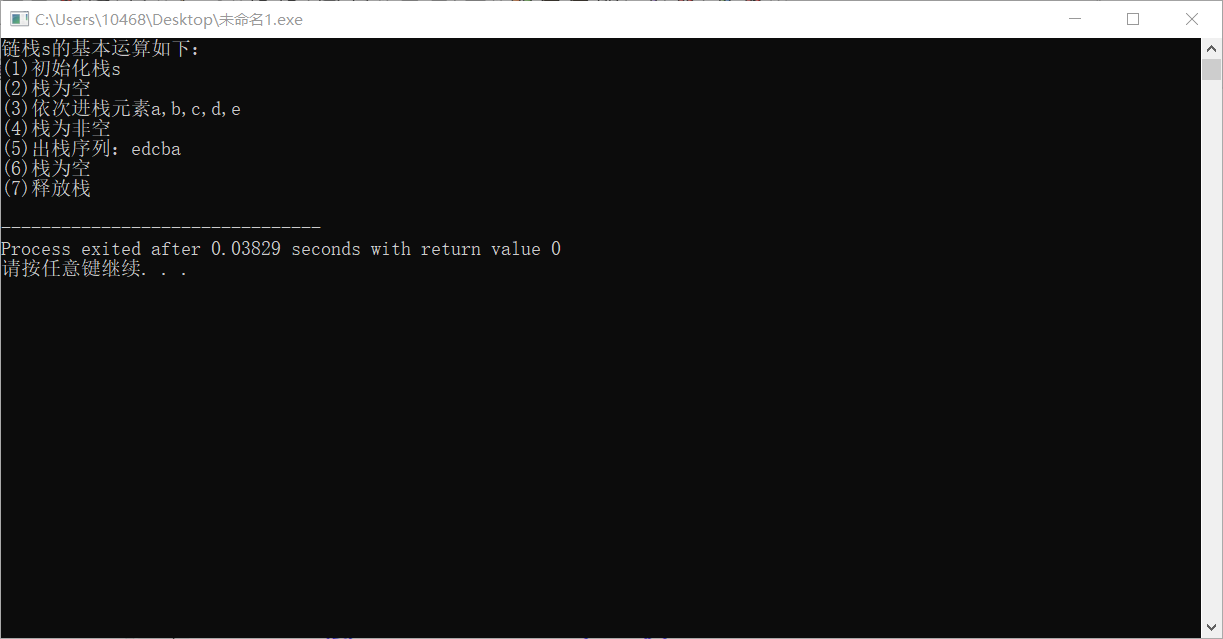 C:\Users\10468\Desktop\未命名1.exe
链栈s的基本运算如下:
(1)初始化栈s
(2)栈为空
(3)依次进栈元素a,b,c,d,e
(4)栈为非空
(5)出栈序列：edcba
(6)栈为空
(7)释放栈
--------------------------------
Process exited after 0.03829 seconds with return value 0
请按任意键继续. . .